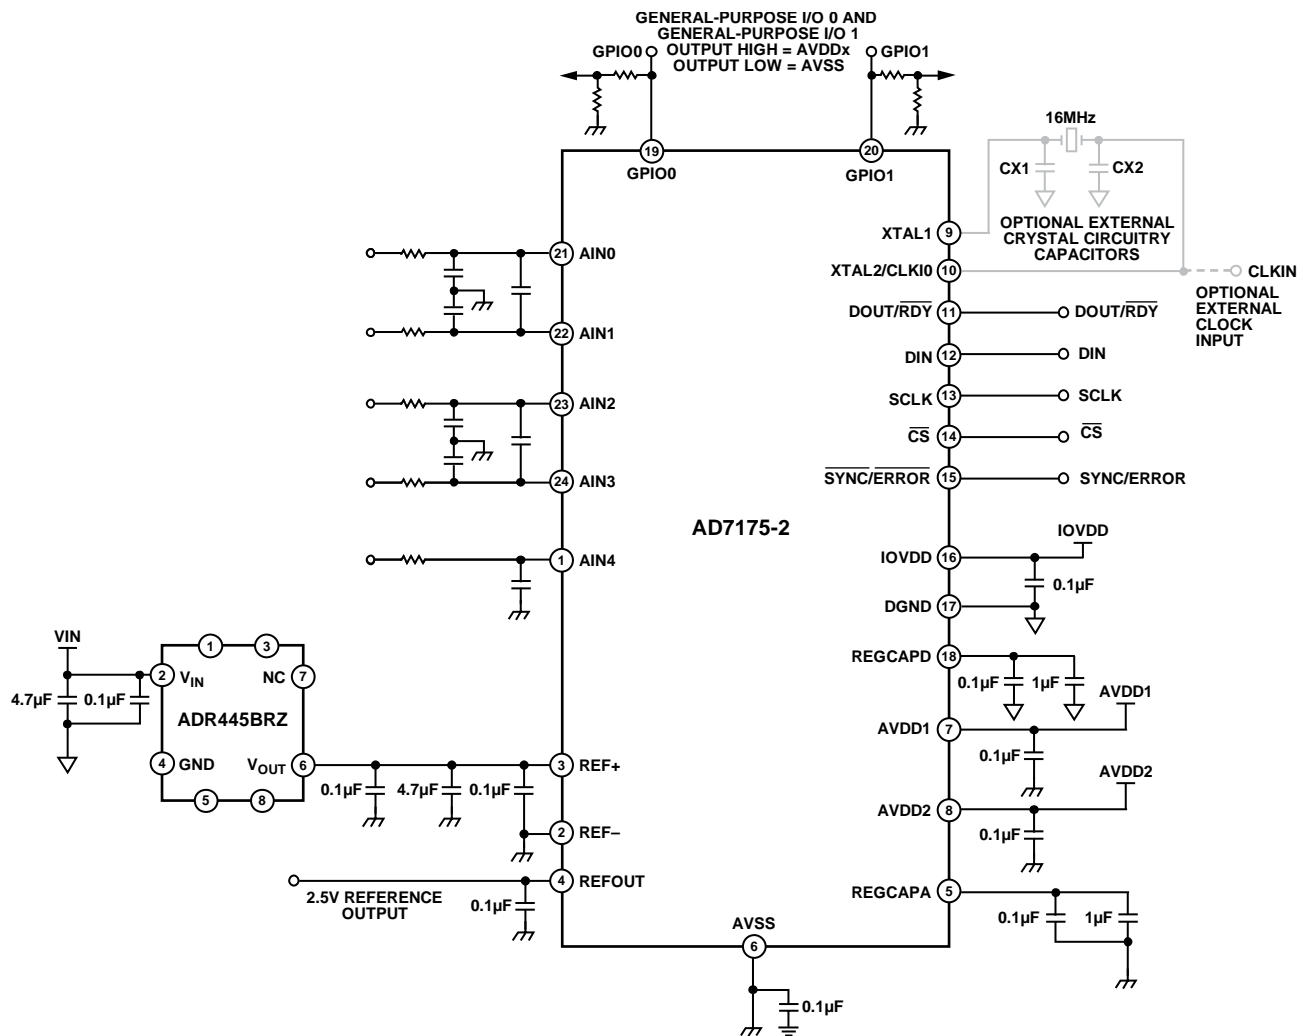 GENERAL-PURPOSE I/O 0 AND
GENERAL-PURPOSE I/O 1
OUTPUT HIGH = AVDDx
OUTPUT LOW = AVSS
GPIO0
GPIO1
19
GPIO0
20
GPIO1
16MHz
CX1
CX2
OPTIONAL EXTERNAL
CRYSTAL CIRCUITRY
CAPACITORS
XTAL1
9
XTAL2/CLKI0
10
CLKIN
OPTIONAL
EXTERNAL
CLOCK
INPUT
DOUT/RDY
11
DOUT/RDY
DIN
12
DIN
SCLK
13
SCLK
CS
14
CS
SYNC/ERROR
15
SYNC/ERROR
21
AIN0
22
AIN1
23
AIN2
24
AIN3
1
AIN4
AD7175-2
IOVDD
16
IOVDD
0.1µF
DGND
17
REGCAPD
18
0.1µF
1µF
AVDD1
7
AVDD1
0.1µF
AVDD2
8
AVDD2
0.1µF
REGCAPA
5
0.1µF
1µF
VIN
4.7µF
0.1µF
1
3
2
VIN
NC
7
ADR445BRZ
4
GND
VOUT
6
5
8
0.1µF
4.7µF
0.1µF
3
REF+
2
REF–
4
REFOUT
2.5V REFERENCE
OUTPUT
0.1µF
AVSS
6
0.1µF